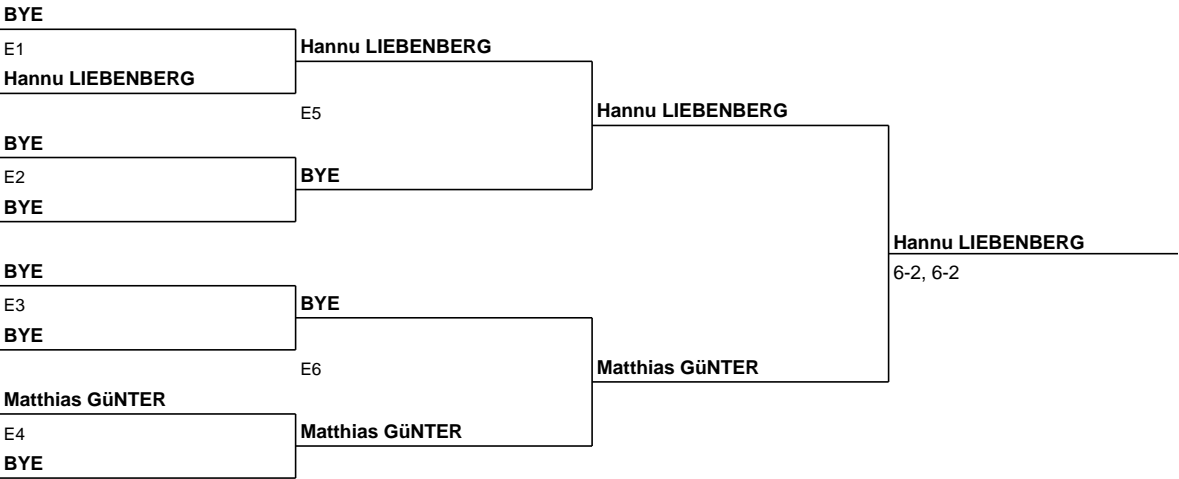 BYE
E1
Hannu LIEBENBERG
Hannu LIEBENBERG
E5
Hannu LIEBENBERG
BYE
E2
BYE
BYE
Hannu LIEBENBERG
6-2, 6-2
BYE
E3
BYE
BYE
E6
Matthias GüNTER
Matthias GüNTER
E4
Matthias GüNTER
BYE